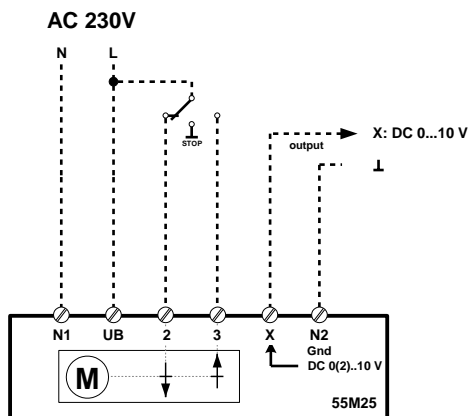 AC 230V
N L
STOP
output
X: DC 0...10 V
N1 UB 2 3 X N2
Gnd
DC 0(2)..10 V
M
55M25